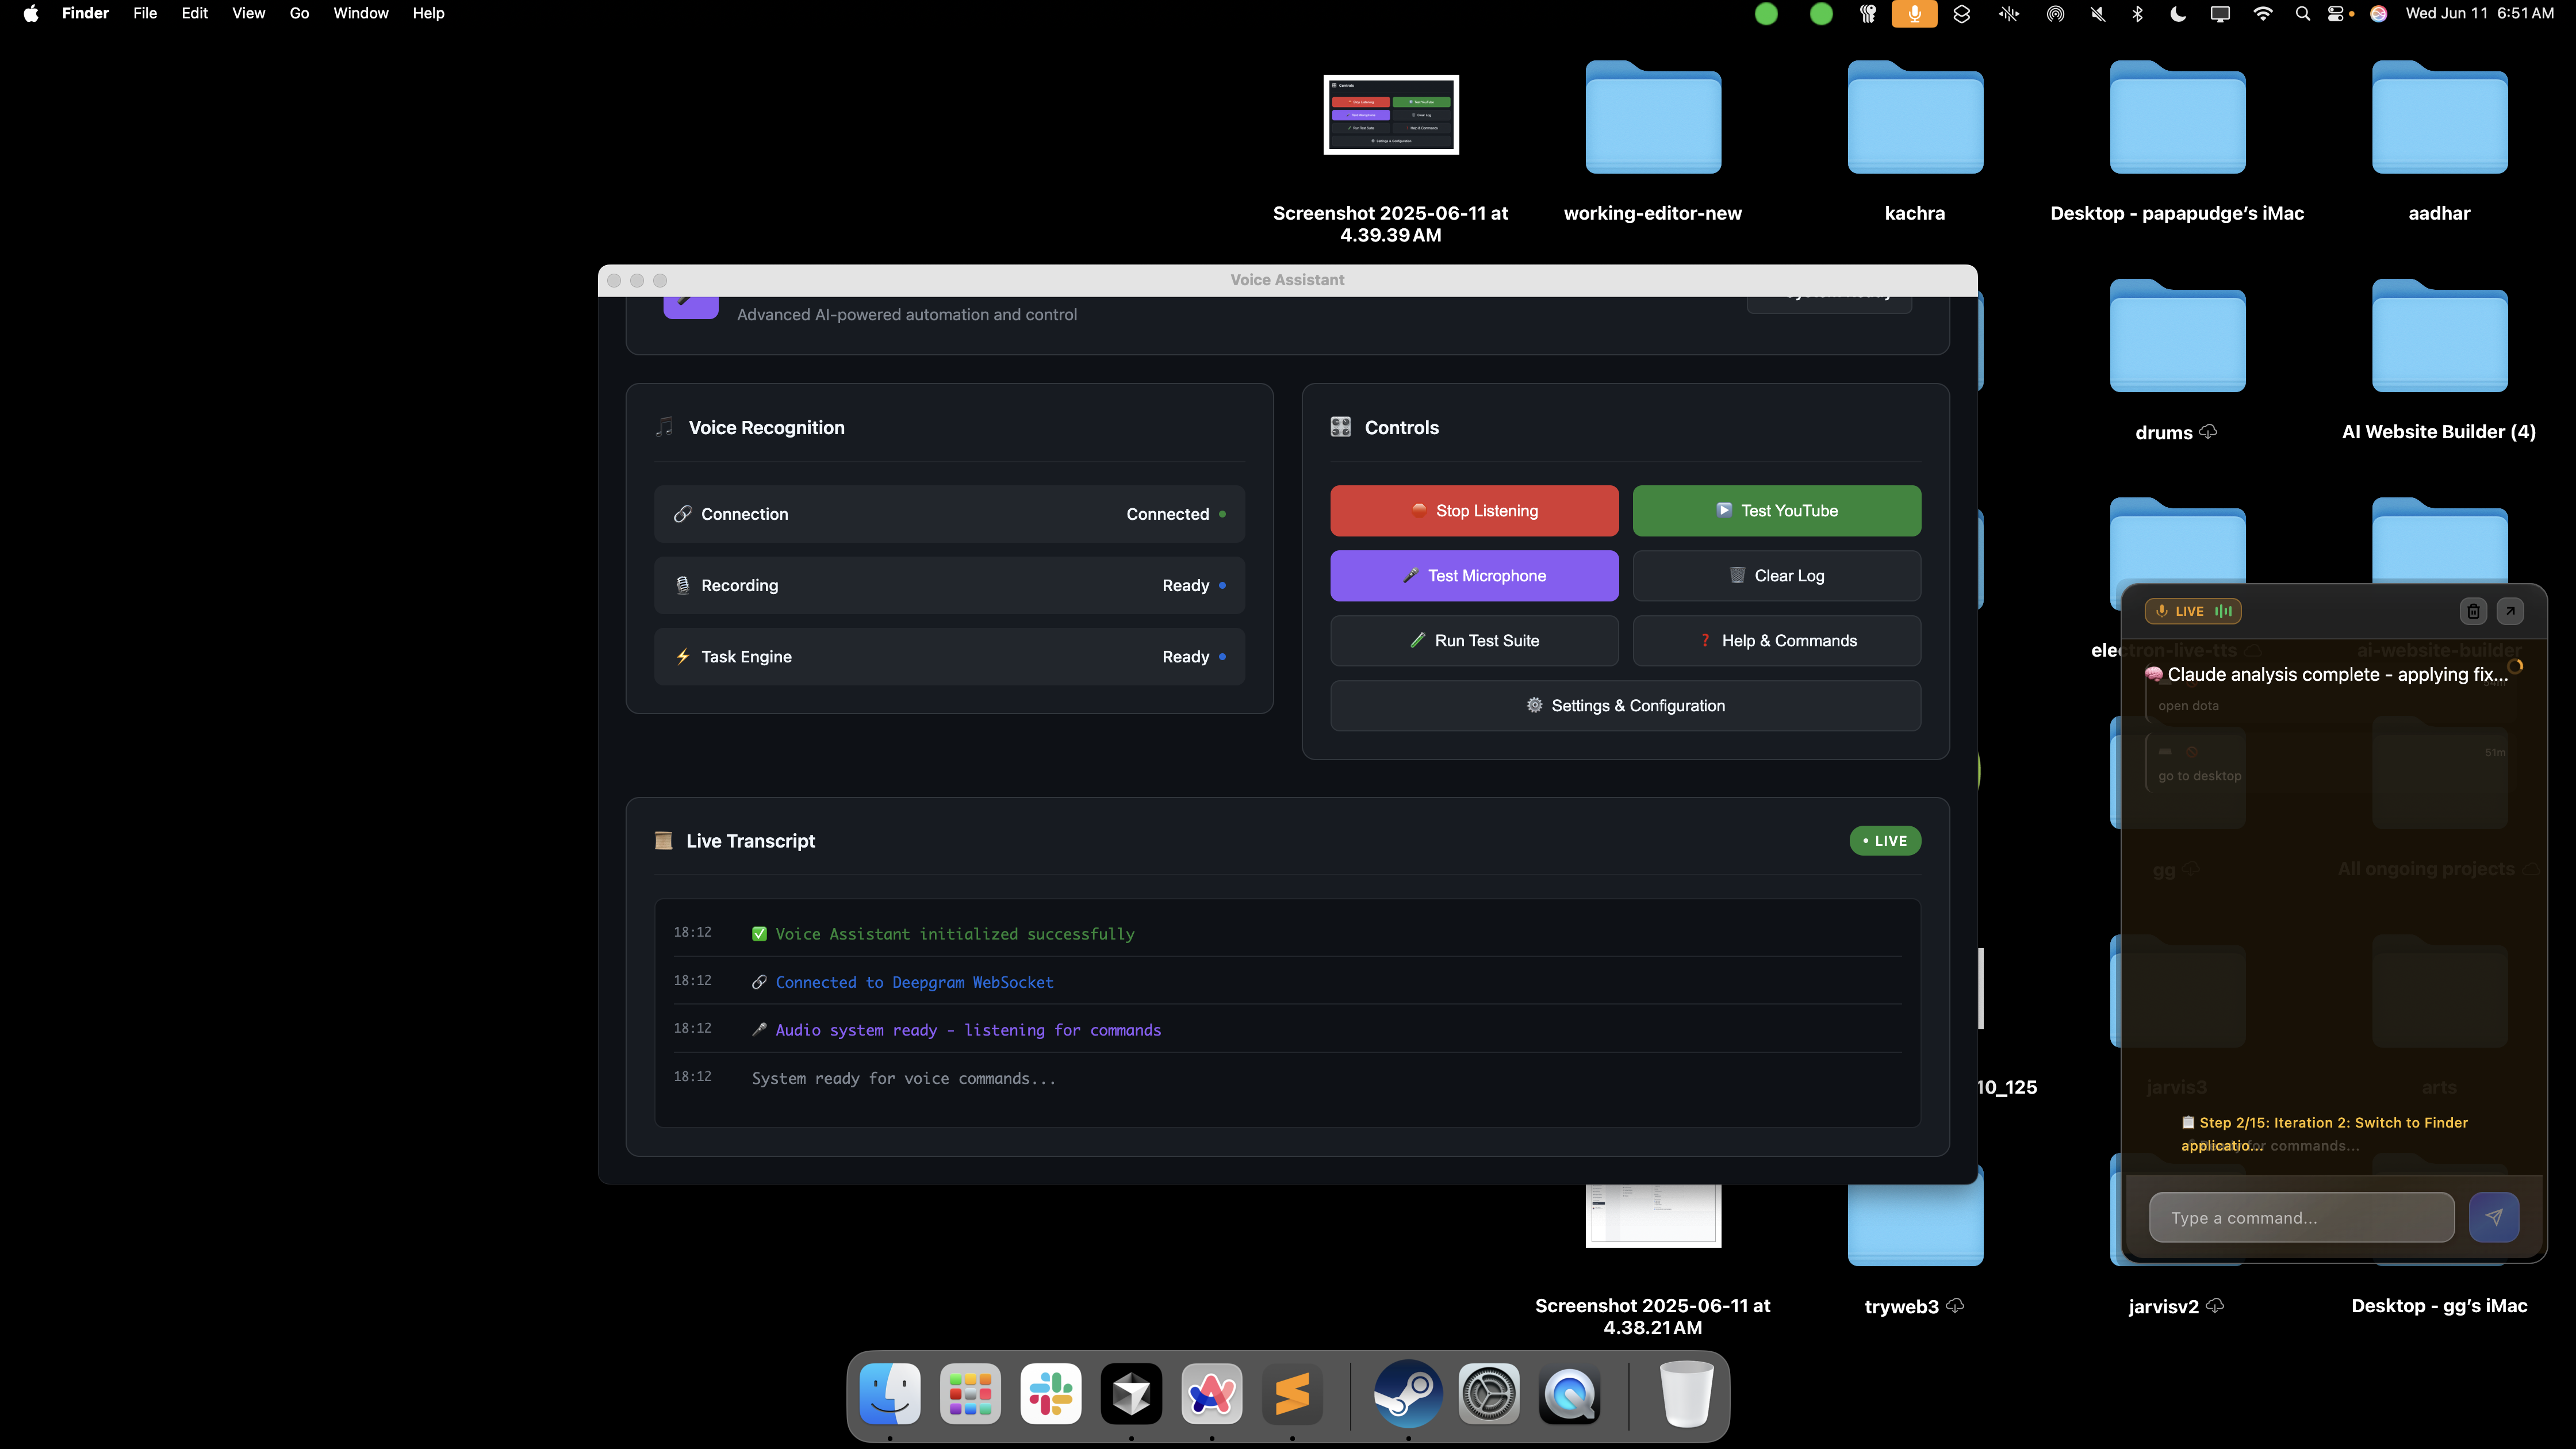 Finder File Edit View Go Window Help
Wed Jun 11 6:51 AM
Screenshot 2025-06-11 at
4.39.39 AM
working-editor-new
kachra
Desktop - papapudge’s iMac
aadhar
Voice Assistant
System Ready
Advanced AI-powered automation and control
Voice Recognition
Connection
Connected
Recording
Ready
Task Engine
Ready
Controls
Stop Listening
Test YouTube
Test Microphone
Clear Log
Run Test Suite
Help & Commands
Settings & Configuration
Live Transcript
• LIVE
18:12 Voice Assistant initialized successfully
18:12 Connected to Deepgram WebSocket
18:12 Audio system ready - listening for commands
18:12 System ready for voice commands...
drums
AI Website Builder (4)
LIVE
electron-live-tts
ai-website-builder
Claude analysis complete - applying fix...
open dota
51m
go to desktop
gg
All ongoing projects
jarvis3
arts
10_125
Step 2/15: Iteration 2: Switch to Finder
applicatio...
for commands...
Type a command...
Screenshot 2025-06-11 at
4.38.21 AM
tryweb3
jarvisv2
Desktop - gg’s iMac